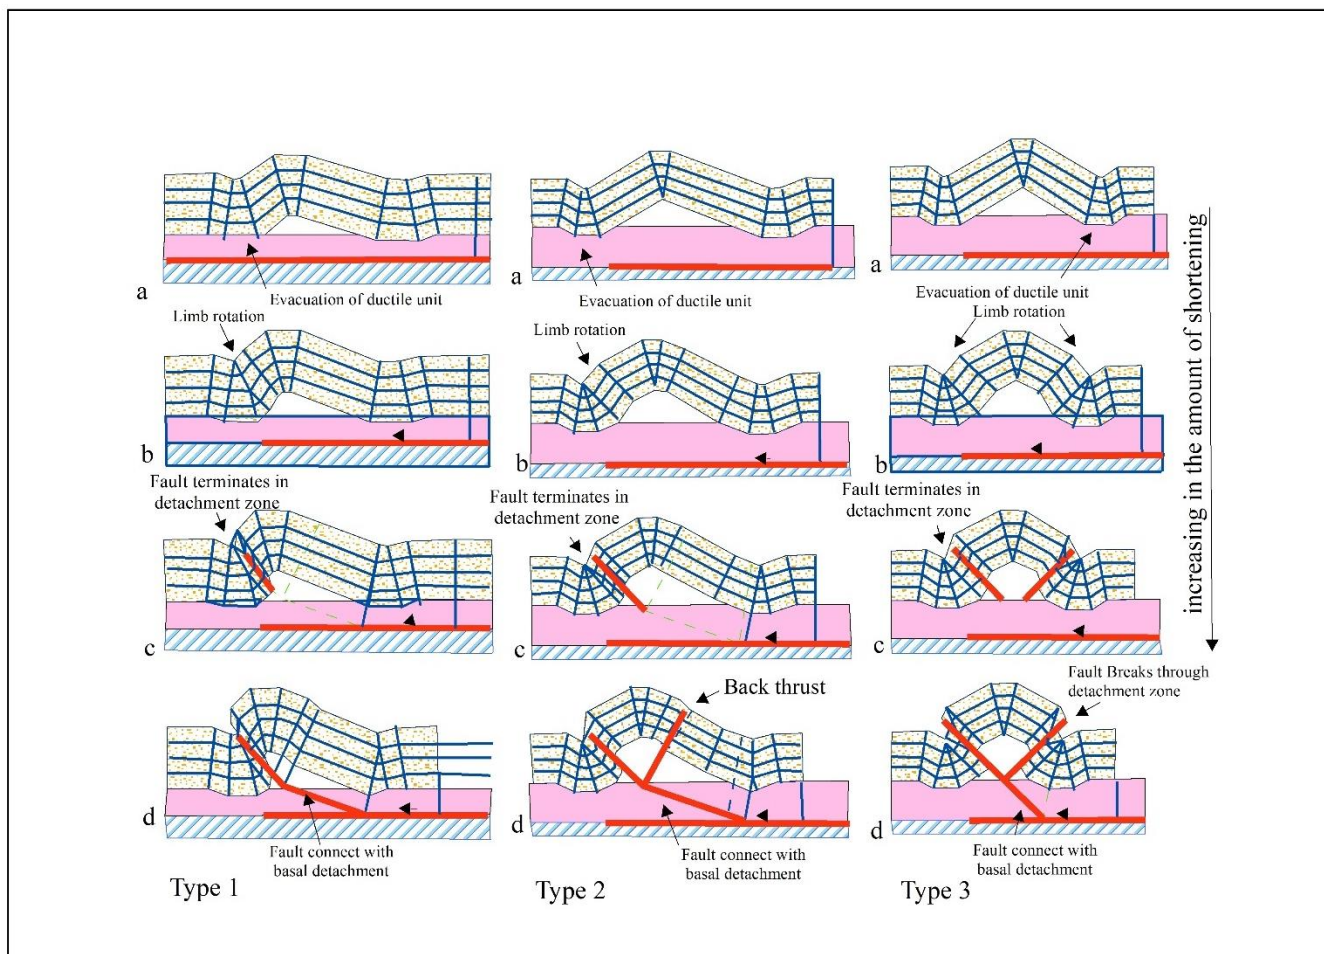 a
Evacuation of ductile unit
Limb rotation
b
Fault terminates in
detachment zone
c
d
Fault connect with
basal detachment
Type 1
a
Evacuation of ductile unit
Limb rotation
b
Fault terminates in
detachment zone
c
Back thrust
d
Fault connect with
basal detachment
Type 2
a
Evacuation of ductile unit
Limb rotation
b
Fault terminates in
detachment zone
c
Fault Breaks through
detachment zone
d
Fault connect with
basal detachment
Type 3
increasing in the amount of shortening